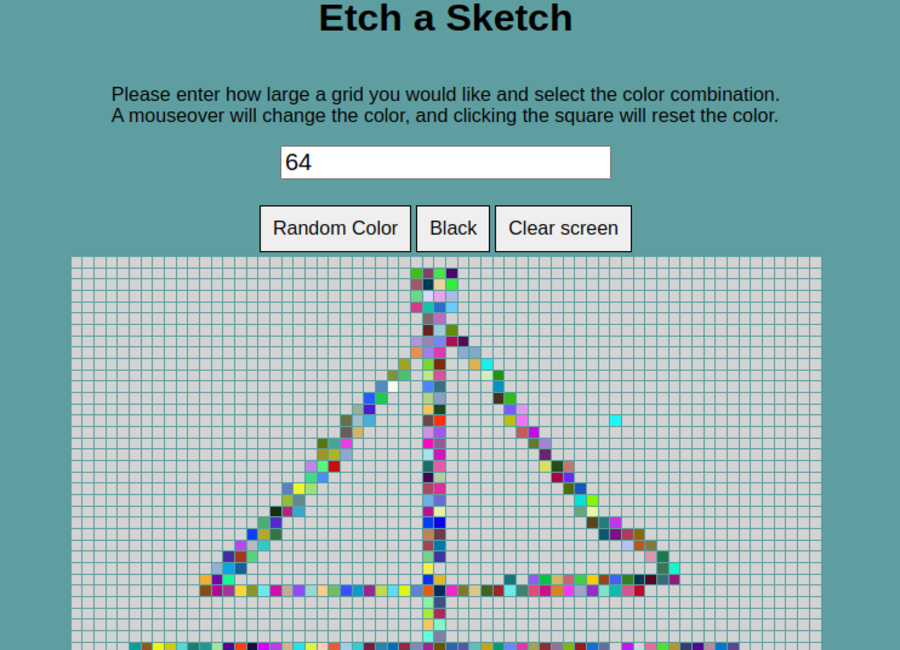 Etch a Sketch
Please enter how large a grid you would like and select the color combination.
A mouseover will change the color, and clicking the square will reset the color.
64
Random Color
Black
Clear screen